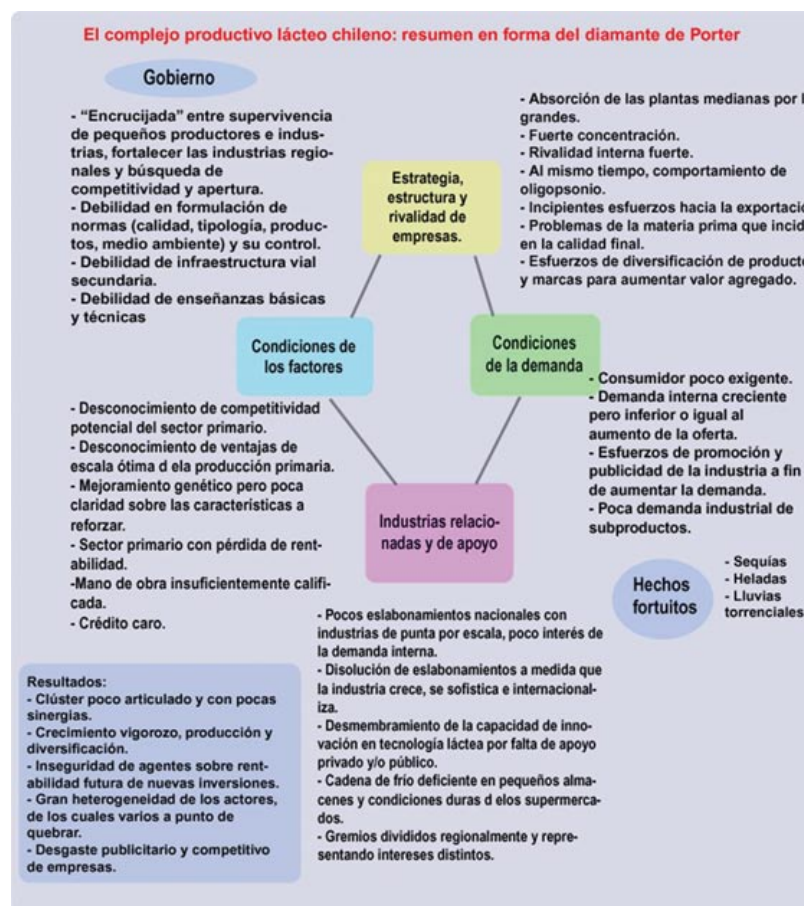 El complejo productivo lácteo chileno: resumen en forma del diamante de Porter
Gobierno
- “Encrucijada” entre supervivencia
de pequeños productores e indus-
trias, fortalecer las industrias regio-
nales y búsqueda de
competitividad y apertura.
- Debilidad en formulación de
normas (calidad, tipología, produc-
tos, medio ambiente) y su control.
- Debilidad de infraestructura vial
secundaria.
- Debilidad de enseñanzas básicas
y técnicas
Estrategia,
estructura y
rivalidad de
empresas.
- Absorción de las plantas medianas por
grandes.
- Fuerte concentración.
- Rivalidad interna fuerte.
- Al mismo tiempo, comportamiento de
oligopsonio.
- Incipientes esfuerzos hacia la
- Problemas de la materia prima que
en la calidad final.
- Esfuerzos de diversificación de
y marcas para aumentar valor agregado.
Condiciones de
los factores
Condiciones
de la demanda
- Desconocimiento de competitividad
potencial del sector primario.
- Desconocimiento de ventajas de
escala ótima d ela producción primaria.
- Mejoramiento genético pero poca
claridad sobre las características a
reforzar.
- Sector primario con pérdida de rent-
abilidad.
-Mano de obra insuficientemente califi-
cada.
- Crédito caro.
- Consumidor poco exigente.
- Demanda interna creciente
pero inferior o igual al
aumento de la oferta.
- Esfuerzos de promoción y
publicidad de la industria a fin
de aumentar la demanda.
- Poca demanda industrial de
subproductos.
Industrias relacio-
nadas y de apoyo
Hechos
fortuitos
- Sequías
- Heladas
- Lluvias
torrenciales
- Pocos eslabonamientos nacionales con
industrias de punta por escala, poco interés de
la demanda interna.
- Disolución de eslabonamientos a medida que
la industria crece, se sofistica e internacional-
iza.
- Desmembramiento de la capacidad de inno-
vación en tecnología láctea por falta de apoyo
privado y/o público.
- Cadena de frío deficiente en pequeños alma-
cenes y condiciones duras d elos supermerca-
dos.
- Gremios divididos regionalmente y repre-
sentando intereses distintos.
Resultados:
- Clúster poco articulado y con pocas
sinergias.
- Crecimiento vigorozo, producción y
diversificación.
- Inseguridad de agentes sobre rent-
abilidad futura de nuevas inversiones.
- Gran heterogeneidad de los actores,
de los cuales varios a punto de
quebrar.
- Desgaste publicitario y competitivo
de empresas.